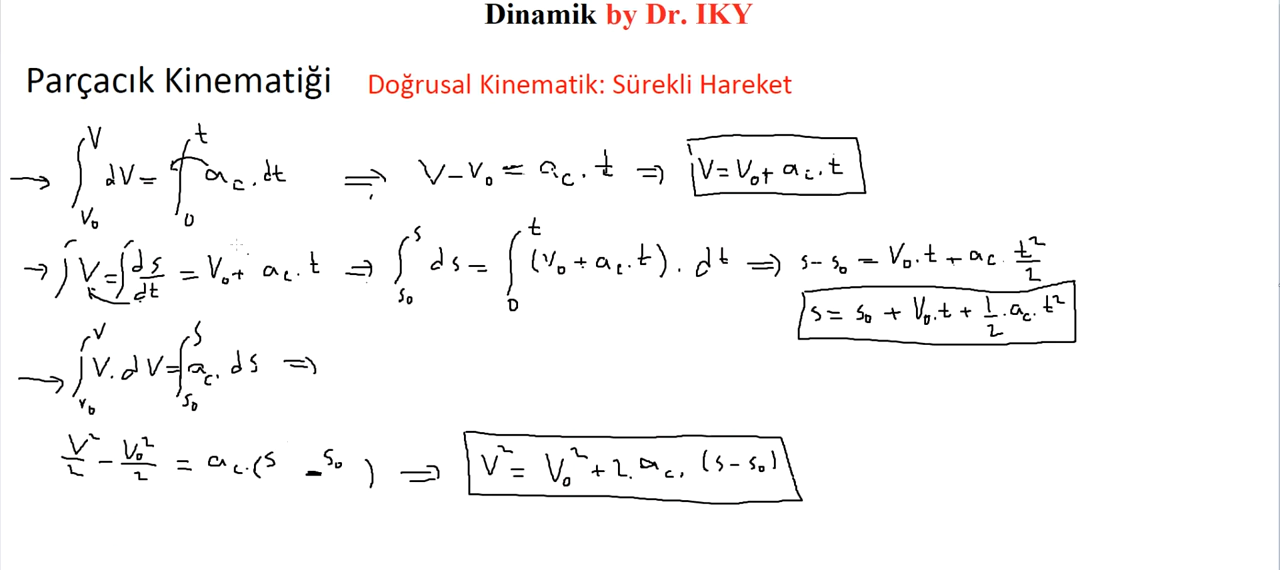 Dinamik by Dr. IKY
Parçacık Kinematiği Doğrusal Kinematik: Sürekli Hareket
→ ∫_{V₀}^{V} dV = ∫_{0}^{t} a_c . dt ⇒ V - V₀ = a_c . t ⇒ V = V₀ + a_c . t
→ ∫ V = ∫ ds/dt = V₀ + a_c . t ⇒ ∫_{s₀}^{s} ds = ∫_{0}^{t} (V₀ + a_c . t) . dt ⇒ s - s₀ = V₀ . t + a_c . t²/2
s = s₀ + V₀ . t + 1/2 . a_c . t²
→ ∫_{V₀}^{V} V . dV = ∫_{s₀}^{s} a_c . ds ⇒
V²/2 - V₀²/2 = a_c . (s - s₀) ⇒ V² = V₀² + 2 . a_c . (s - s₀)